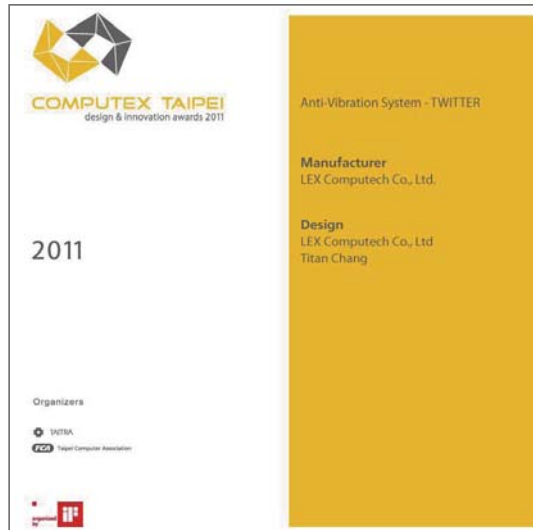 COMPUTEX TAIPEI
design & innovation awards 2011
2011
Organizers
TAITRA
TCA Taipei Computer Association
organized
by
iF
Anti-Vibration System - TWITTER
Manufacturer
LEX Computech Co., Ltd.
Design
LEX Computech Co., Ltd
Titan Chang